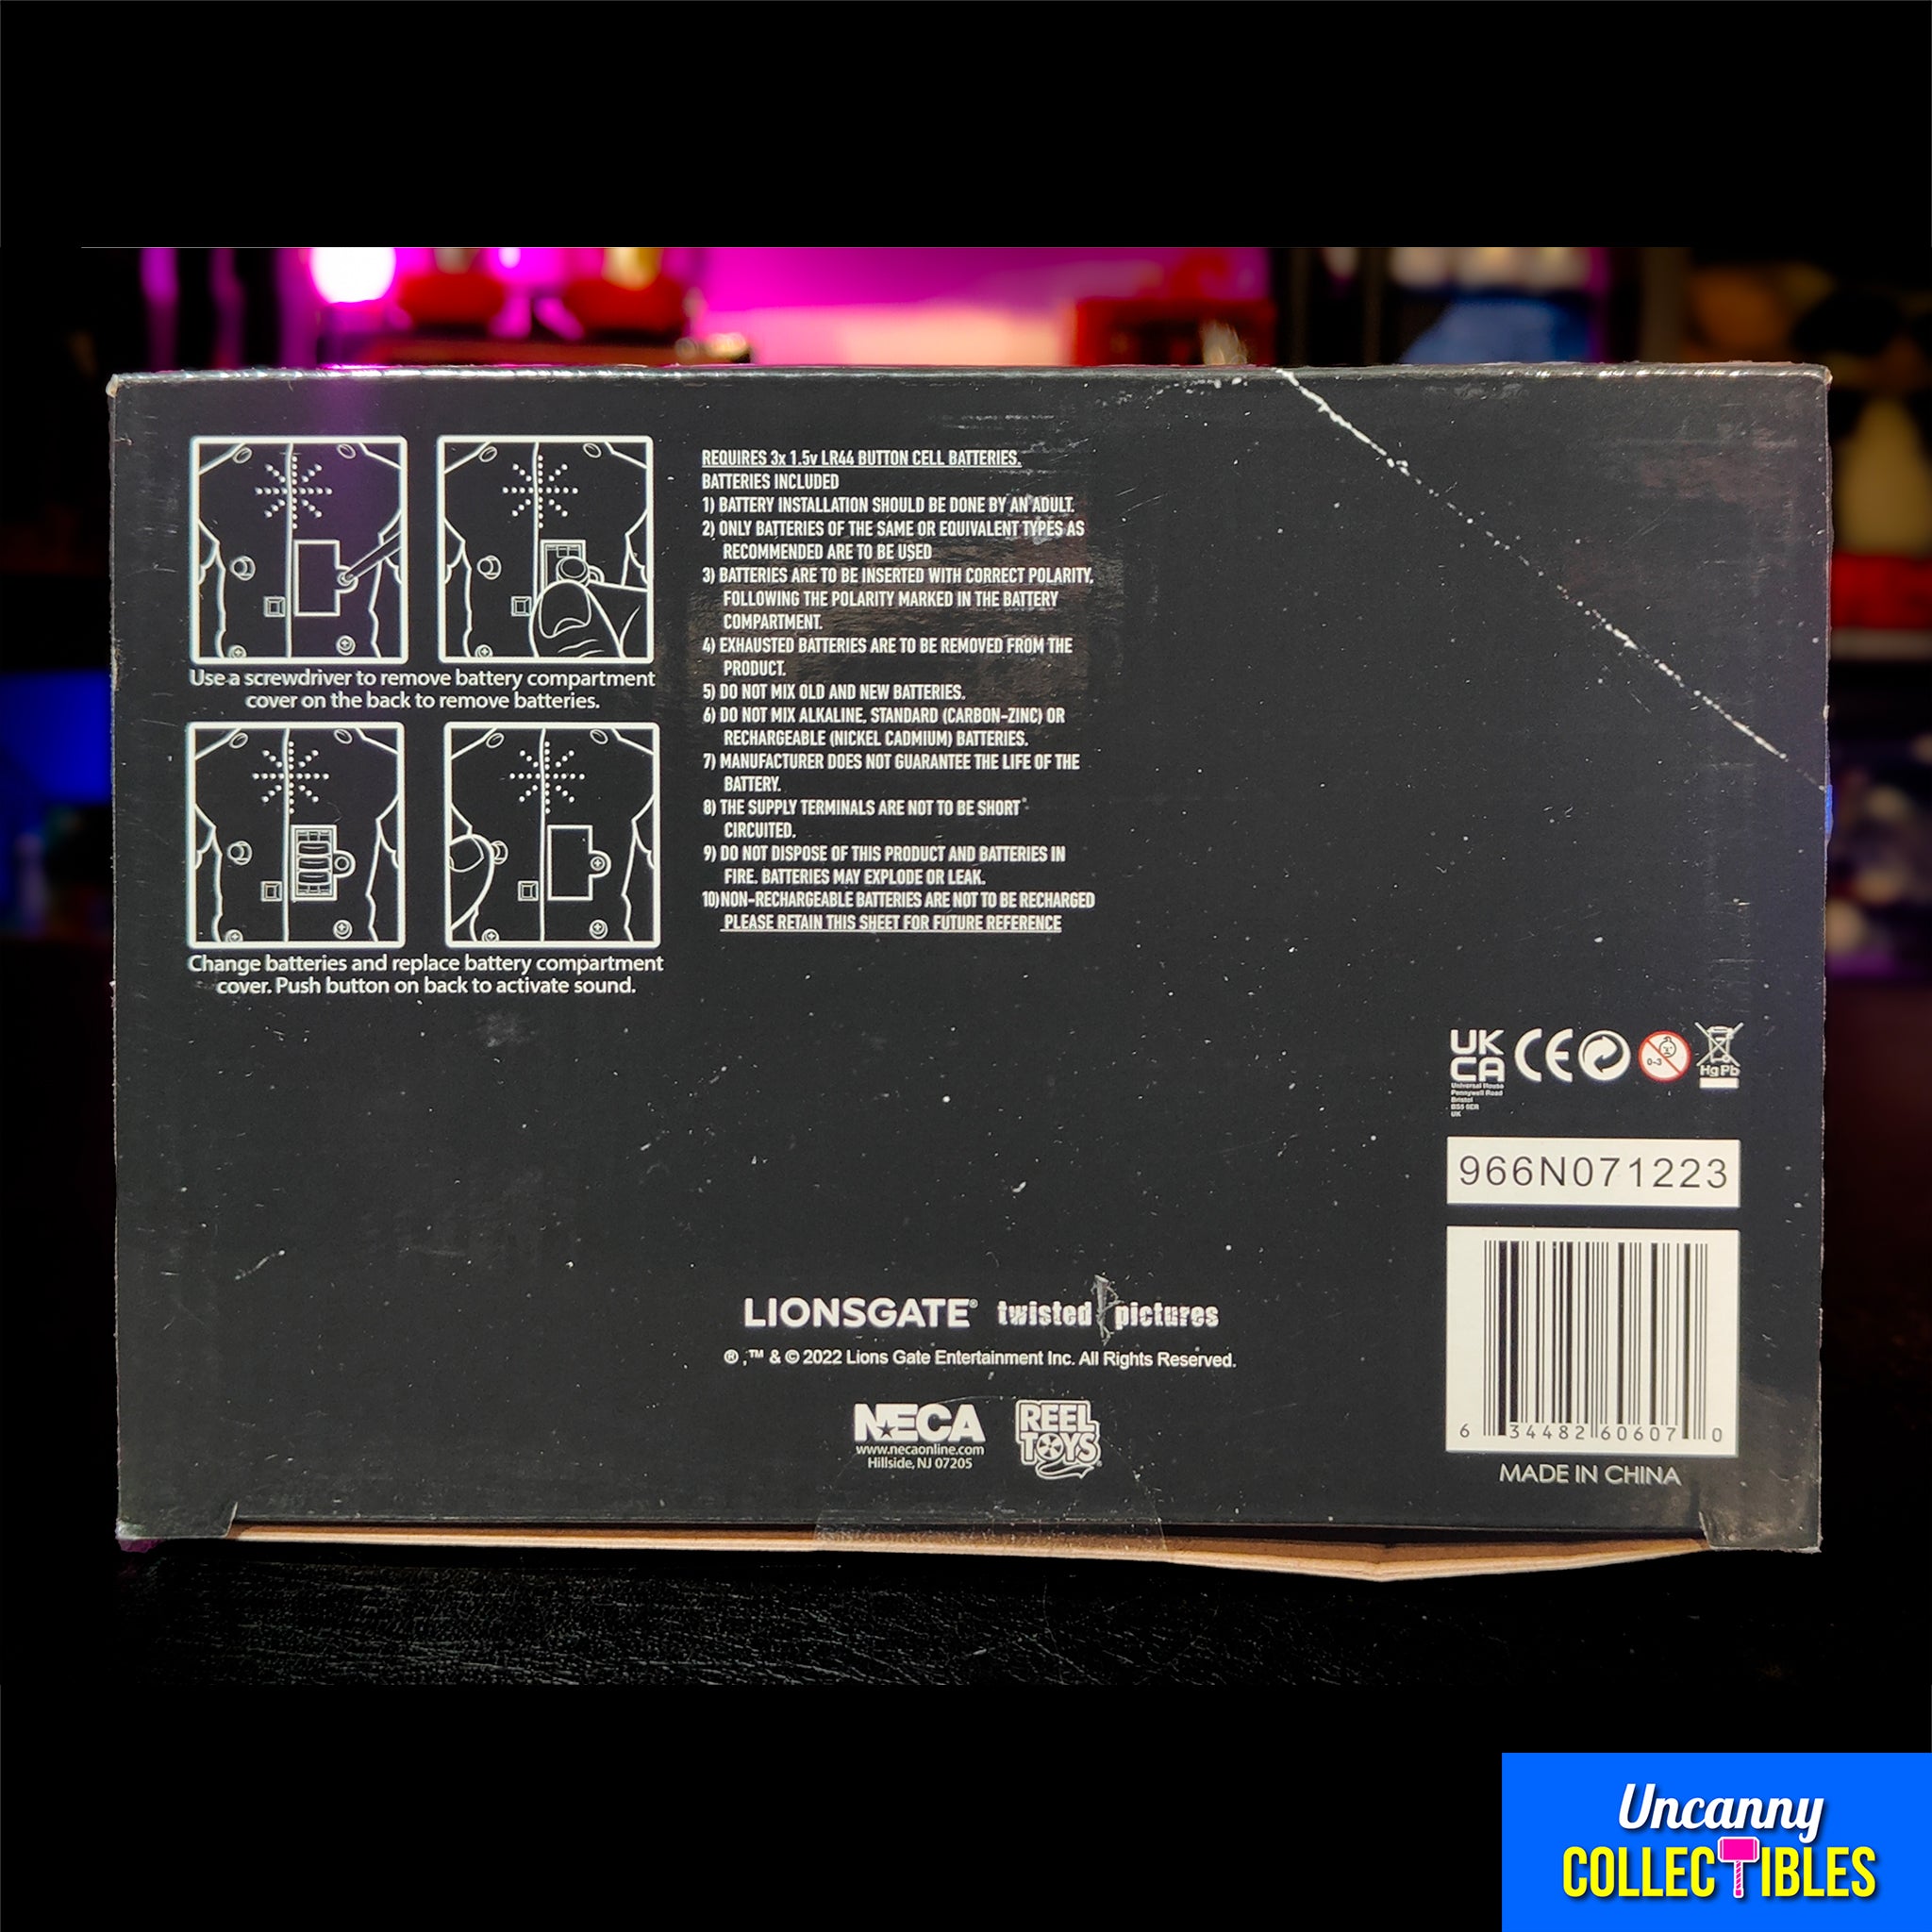 REQUIRES 3x 1.5v LR44 BUTTON CELL BATTERIES.
BATTERIES INCLUDED
1) BATTERY INSTALLATION SHOULD BE DONE BY AN ADULT.
2) ONLY BATTERIES OF THE SAME OR EQUIVALENT TYPES AS
RECOMMENDED ARE TO BE USED
3) BATTERIES ARE TO BE INSERTED WITH CORRECT POLARITY,
FOLLOWING THE POLARITY MARKED IN THE BATTERY
COMPARTMENT.
4) EXHAUSTED BATTERIES ARE TO BE REMOVED FROM THE
PRODUCT.
5) DO NOT MIX OLD AND NEW BATTERIES.
6) DO NOT MIX ALKALINE, STANDARD (CARBON-ZINC) OR
RECHARGEABLE (NICKEL CADMIUM) BATTERIES.
7) MANUFACTURER DOES NOT GUARANTEE THE LIFE OF THE
BATTERY.
8) THE SUPPLY TERMINALS ARE NOT TO BE SHORT
CIRCUITED.
9) DO NOT DISPOSE OF THIS PRODUCT AND BATTERIES IN
FIRE. BATTERIES MAY EXPLODE OR LEAK.
10)NON-RECHARGEABLE BATTERIES ARE NOT TO BE RECHARGED
PLEASE RETAIN THIS SHEET FOR FUTURE REFERENCE
Use a screwdriver to remove battery compartment
cover on the back to remove batteries.
Change batteries and replace battery compartment
cover. Push button on back to activate sound.
UK
CA
Universal House
Pennywell Road
Bristol
BS5 0ER
UK
CE
0-3
Hg Pb
966N071223
6 34482 60607 0
MADE IN CHINA
LIONSGATE® twisted pictures
®,™ & © 2022 Lions Gate Entertainment Inc. All Rights Reserved.
NECA
www.necaonline.com
Hillside, NJ 07205
REEL
TOYS
Uncanny
COLLECTIBLES